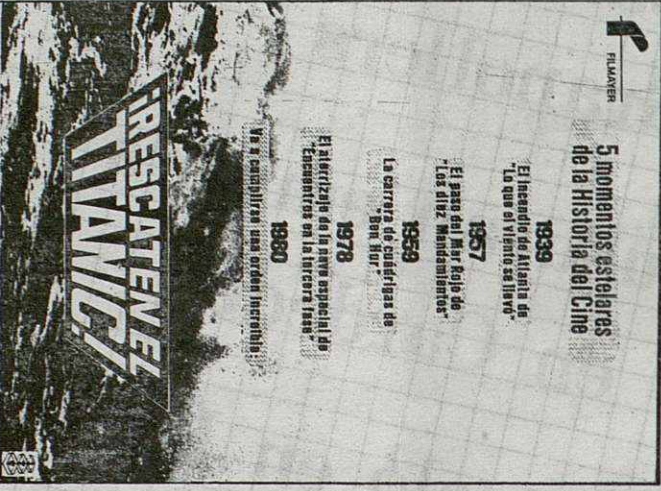 FILMAYER
5 momentos estelares
de la Historia del Cine
1939
El incendio de Atlanta de
"Lo que el viento se llevó"
1957
El paso del Mar Rojo de
"Los diez Mandamientos"
1959
La carrera de cuádrigas de
"Ben Hur"
1978
El aterrizaje de la nave espacial de
"Encuentros en la tercera fase"
1980
Va a cumplirse una orden increíble:
¡RESCATEN EL
TITANIC!